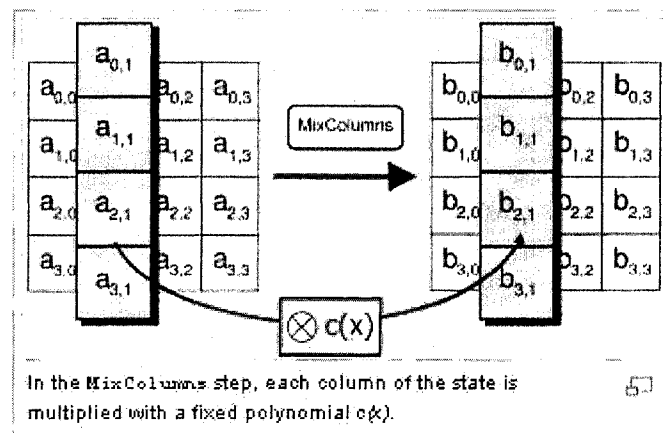 a0,1 b0,1
a0,0 a0,2 a0,3 b0,0 b0,2 b0,3
a1,1 MixColumns b1,1
a1,0 a1,2 a1,3 b1,0 b1,2 b1,3
a2,0 a2,1 a2,2 a2,3 b2,0 b2,1 b2,2 b2,3
a3,0 a3,2 a3,3 b3,0 b3,2 b3,3
a3,1 b3,1
⊗ c(x)
In the MixColumns step, each column of the state is
multiplied with a fixed polynomial c(x).